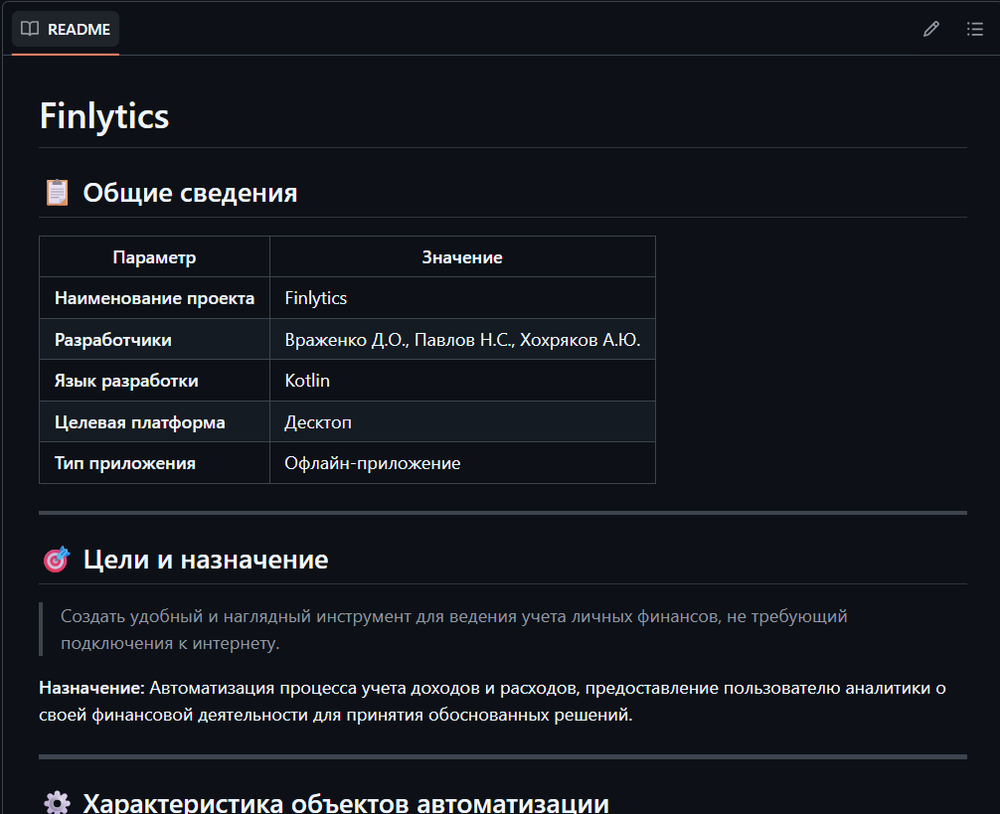 README
Finlytics
Общие сведения
Параметр Значение
Наименование проекта Finlytics
Разработчики Враженко Д.О., Павлов Н.С., Хохряков А.Ю.
Язык разработки Kotlin
Целевая платформа Десктоп
Тип приложения Офлайн-приложение
Цели и назначение
Создать удобный и наглядный инструмент для ведения учета личных финансов, не требующий
подключения к интернету.
Назначение: Автоматизация процесса учета доходов и расходов, предоставление пользователю аналитики о
своей финансовой деятельности для принятия обоснованных решений.
Характеристика объектов автоматизации